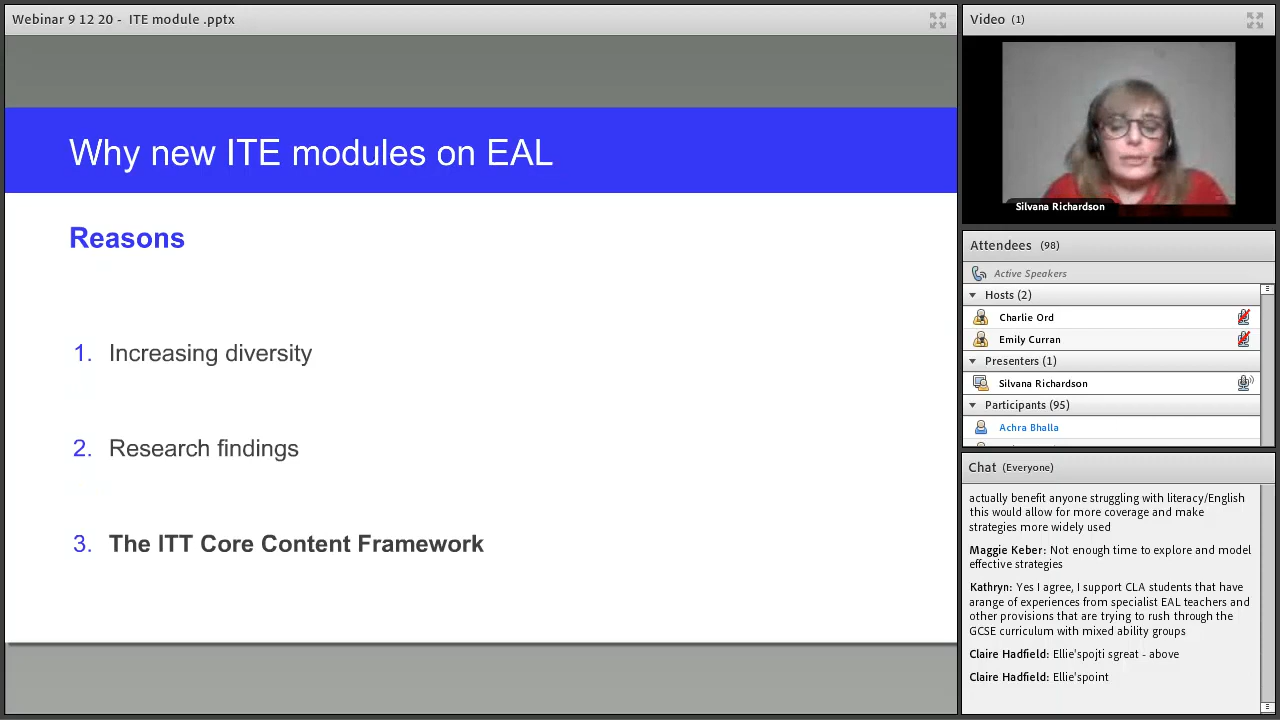 Webinar 9 12 20 - ITE module .pptx
Why new ITE modules on EAL
Reasons
1. Increasing diversity
2. Research findings
3. The ITT Core Content Framework
Video (1)
Silvana Richardson
Attendees (98)
Active Speakers
Hosts (2)
Charlie Ord
Emily Curran
Presenters (1)
Silvana Richardson
Participants (95)
Achra Bhalla
Chat (Everyone)
actually benefit anyone struggling with literacy/English
this would allow for more coverage and make
strategies more widely used
Maggie Keber: Not enough time to explore and model
effective strategies
Kathryn: Yes I agree, I support CLA students that have
arange of experiences from specialist EAL teachers and
other provisions that are trying to rush through the
GCSE curriculum with mixed ability groups
Claire Hadfield: Ellie'spojti sgreat - above
Claire Hadfield: Ellie'spoint